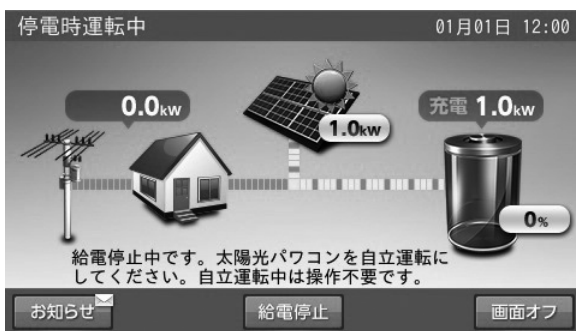 停電時運転中 01月01日 12:00
0.0kw
1.0kw
充電 1.0kw
0%
給電停止中です。太陽光パワコンを自立運転に
してください。自立運転中は操作不要です。
お知らせ 給電停止 画面オフ